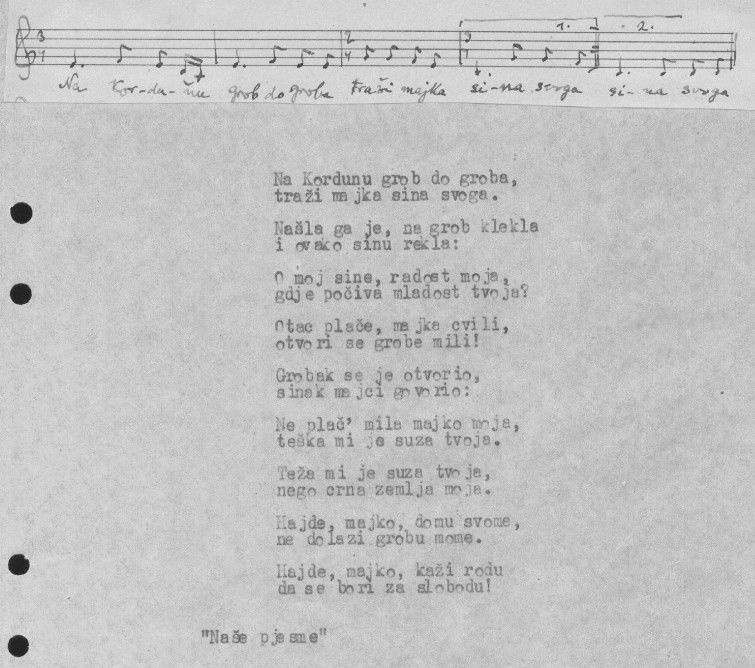 3
4
2
4
3
4
1.
2.
Na Kor-du-nu grob do groba traži majka si-na svoga si-na svoga
Na Kordunu grob do groba,
traži majka sina svoga.
Našla ga je, na grob klekla
i ovako sinu rekla:
O moj sine, radost moja,
gdje počiva mladost tvoja?
Otac plače, majka cvili,
otvori se grobe mili!
Grobak se je otvorio,
sinak majci govorio:
Ne plač' mila majko moja,
teška mi je suza tvoja.
Teža mi je suza tvoja,
nego crna zemlja moja.
Hajde, majko, domu svome,
ne dolazi grobu mome.
Hajde, majko, kaži rodu
da se bori za slobodu!
"Naše pjesme"